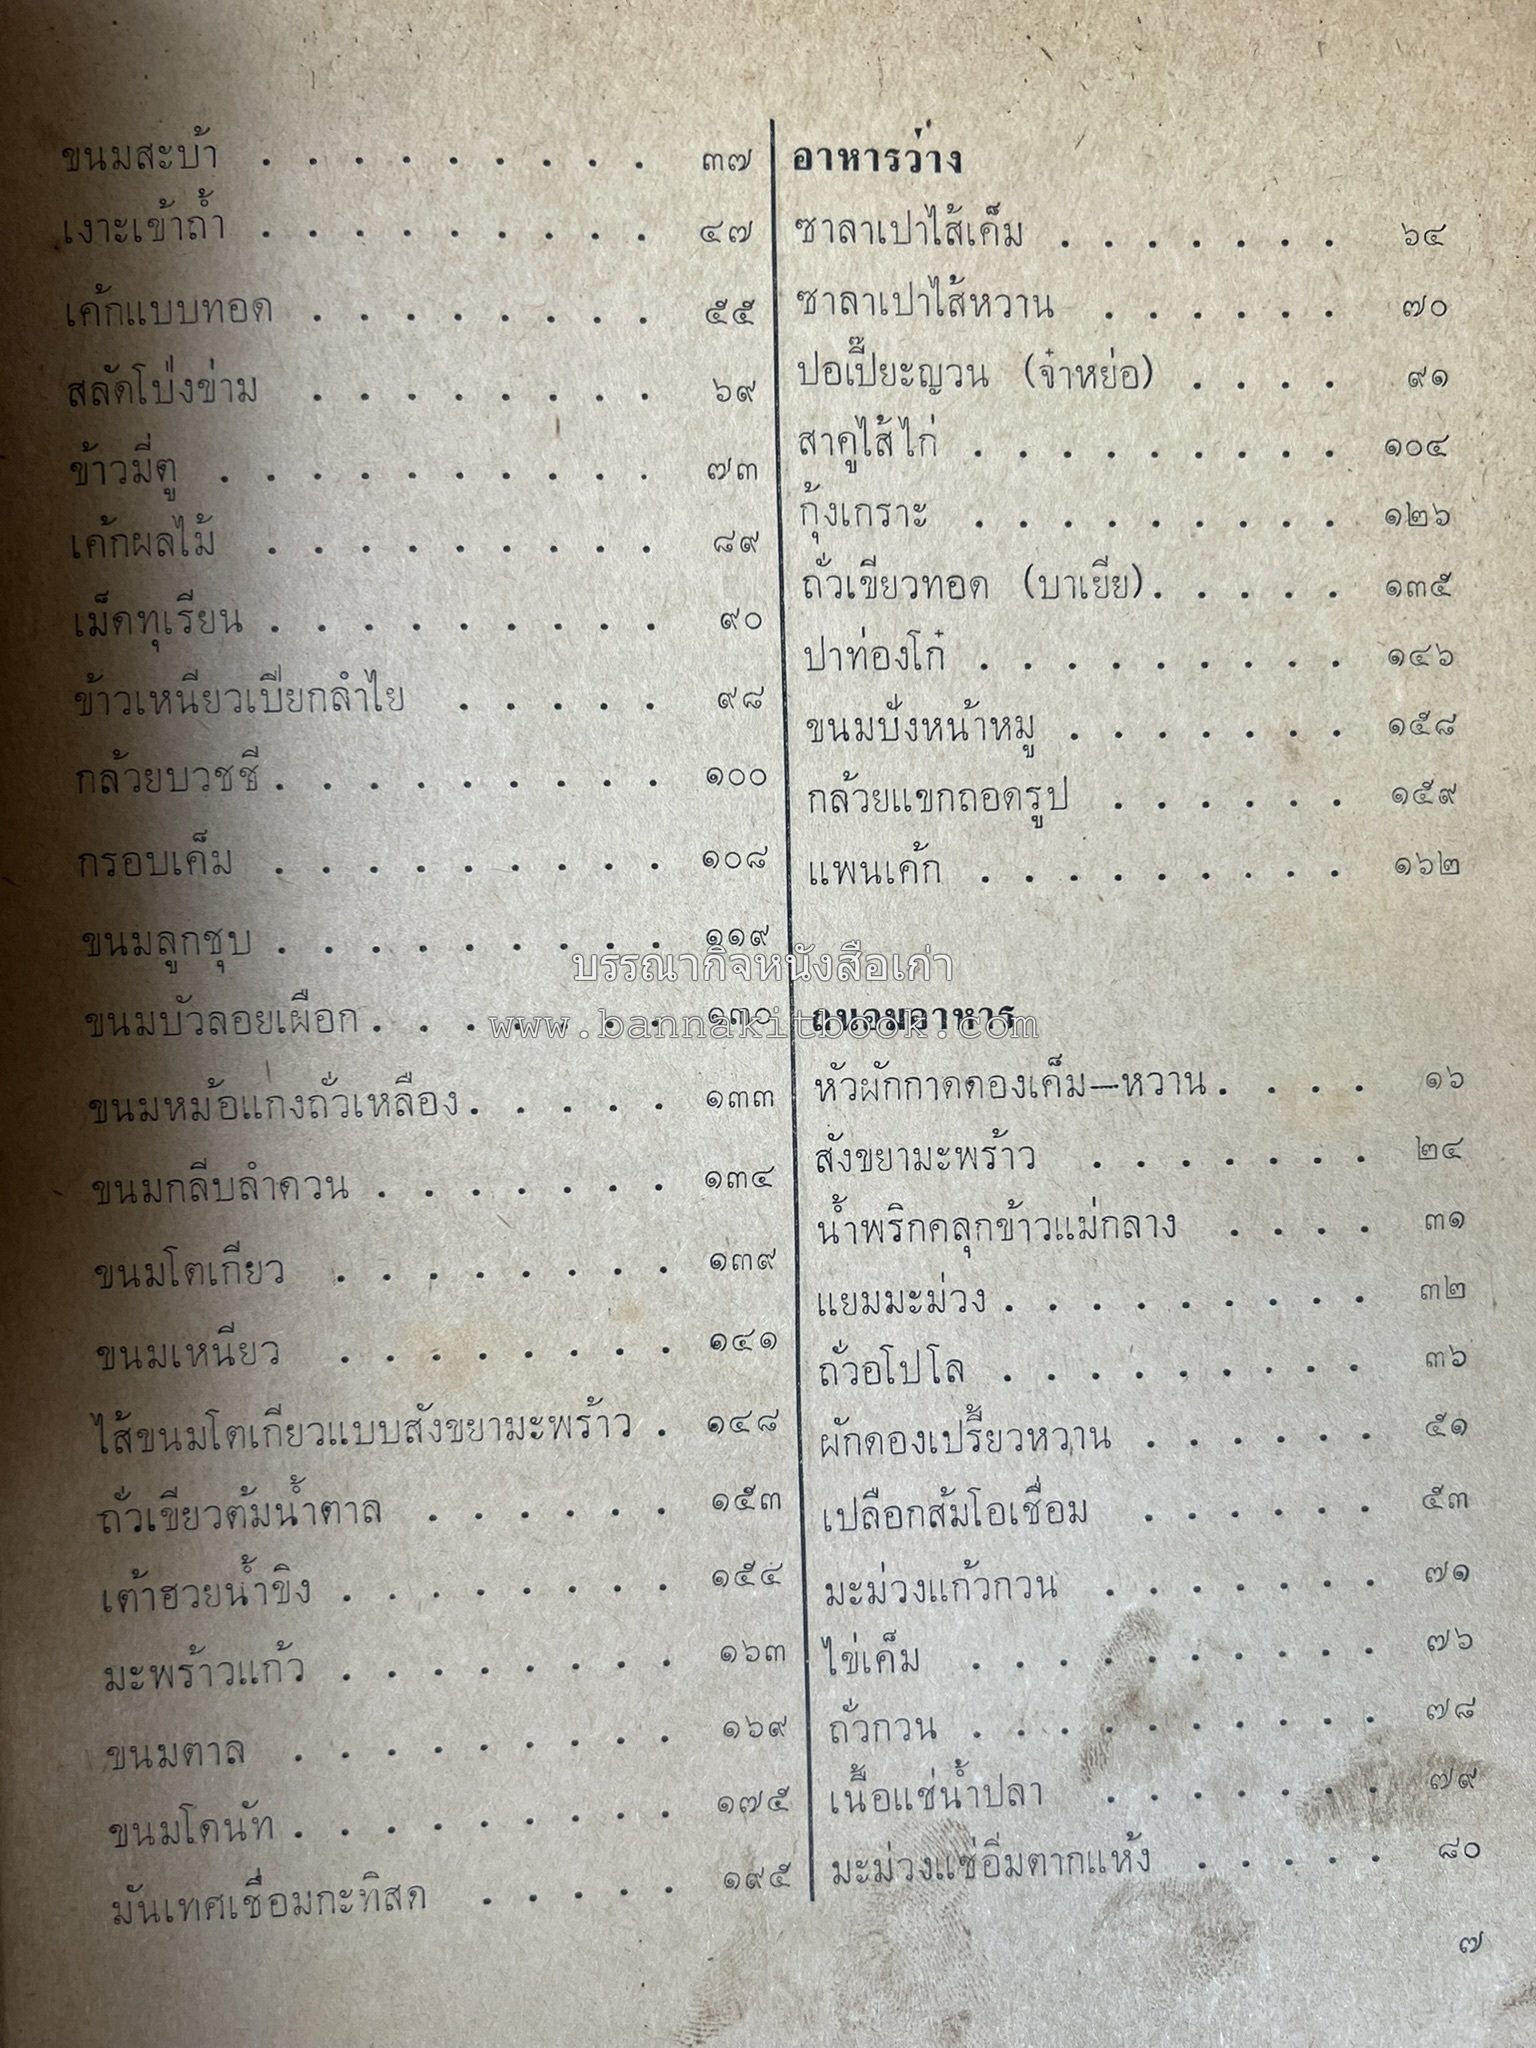 ขนมสะบ้า . . . . . . . . . ๓๗
เงาะเข้าถ้ำ . . . . . . . . . ๔๗
เค้กแบบทอด . . . . . . . . ๕๕
สลัดโป่งข่าม . . . . . . . . ๖๙
ข้าวมีตู . . . . . . . . . . ๗๓
เค้กผลไม้ . . . . . . . . . ๘๙
เม็ดทุเรียน . . . . . . . . . ๙๐
ข้าวเหนียวเปียกลำไย . . . . . ๙๘
กล้วยบวชชี . . . . . . . . . ๑๐๐
กรอบเค็ม . . . . . . . . . ๑๐๘
ขนมลูกชุบ . . . . . . . . . ๑๑๙
ขนมบัวลอยเผือก . . . . . . . ๑๓๐
ขนมหม้อแกงถั่วเหลือง . . . . . ๑๓๓
ขนมกลีบลำดวน . . . . . . . ๑๓๔
ขนมโตเกียว . . . . . . . . ๑๓๙
ขนมเหนียว . . . . . . . . ๑๔๑
ไส้ขนมโตเกียวแบบสังขยามะพร้าว . ๑๔๘
ถั่วเขียวต้มน้ำตาล . . . . . . ๑๕๓
เต้าฮวยน้ำขิง . . . . . . . . ๑๕๔
มะพร้าวแก้ว . . . . . . . . ๑๖๓
ขนมตาล . . . . . . . . . ๑๖๙
ขนมโดนัท . . . . . . . . . ๑๗๕
มันเทศเชื่อมกะทิสด . . . . . ๑๙๕
อาหารว่าง
ซาลาเปาไส้เค็ม . . . . . . . ๖๔
ซาลาเปาไส้หวาน . . . . . . ๗๐
ปอเปี๊ยะญวน (จ๋าหย่อ) . . . . ๙๑
สาคูไส้ไก่ . . . . . . . . . ๑๐๔
กุ้งเกราะ . . . . . . . . . ๑๒๖
ถั่วเขียวทอด (บาเยีย) . . . . . ๑๓๕
ปาท่องโก๋ . . . . . . . . . ๑๔๖
ขนมปังหน้าหมู . . . . . . . ๑๕๘
กล้วยแขกถอดรูป . . . . . . ๑๕๙
แพนเค้ก . . . . . . . . . ๑๖๒
บรรณากิจหนังสือเก่า
www.bannakitbook.com
ถนอมอาหาร
หัวผักกาดดองเค็ม—หวาน . . . . ๑๖
สังขยามะพร้าว . . . . . . . ๒๔
น้ำพริกคลุกข้าวแม่กลาง . . . . ๓๑
แยมมะม่วง . . . . . . . . . ๓๒
ถั่วอโปโล . . . . . . . . . ๓๖
ผักดองเปรี้ยวหวาน . . . . . . ๕๑
เปลือกส้มโอเชื่อม . . . . . . ๕๓
มะม่วงแก้วกวน . . . . . . . ๗๑
ไข่เค็ม . . . . . . . . . . ๗๖
ถั่วกวน . . . . . . . . . . ๗๘
เนื้อแช่น้ำปลา . . . . . . . ๗๙
มะม่วงแช่อิ่มตากแห้ง . . . . . ๘๐
๗